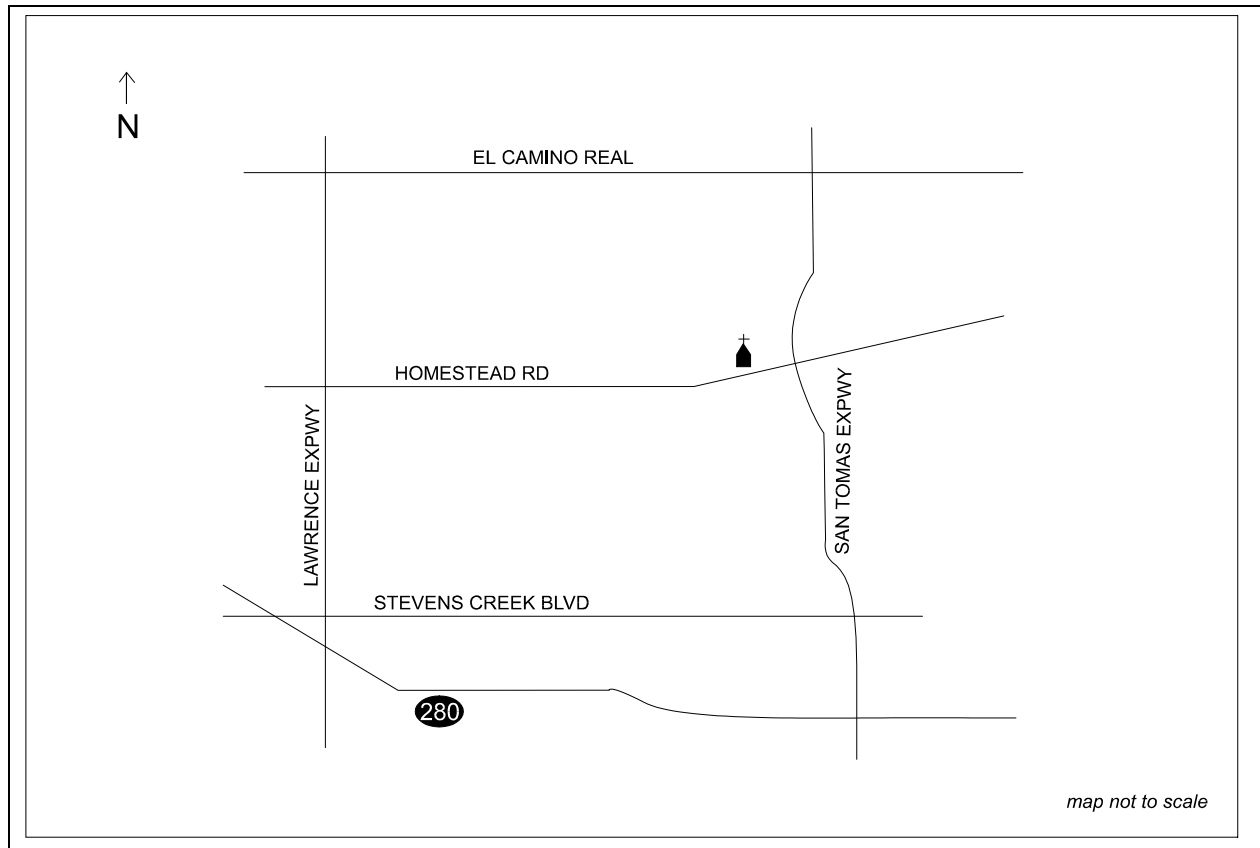 N
EL CAMINO REAL
HOMESTEAD RD
LAWRENCE EXPWY
SAN TOMAS EXPWY
STEVENS CREEK BLVD
280
map not to scale